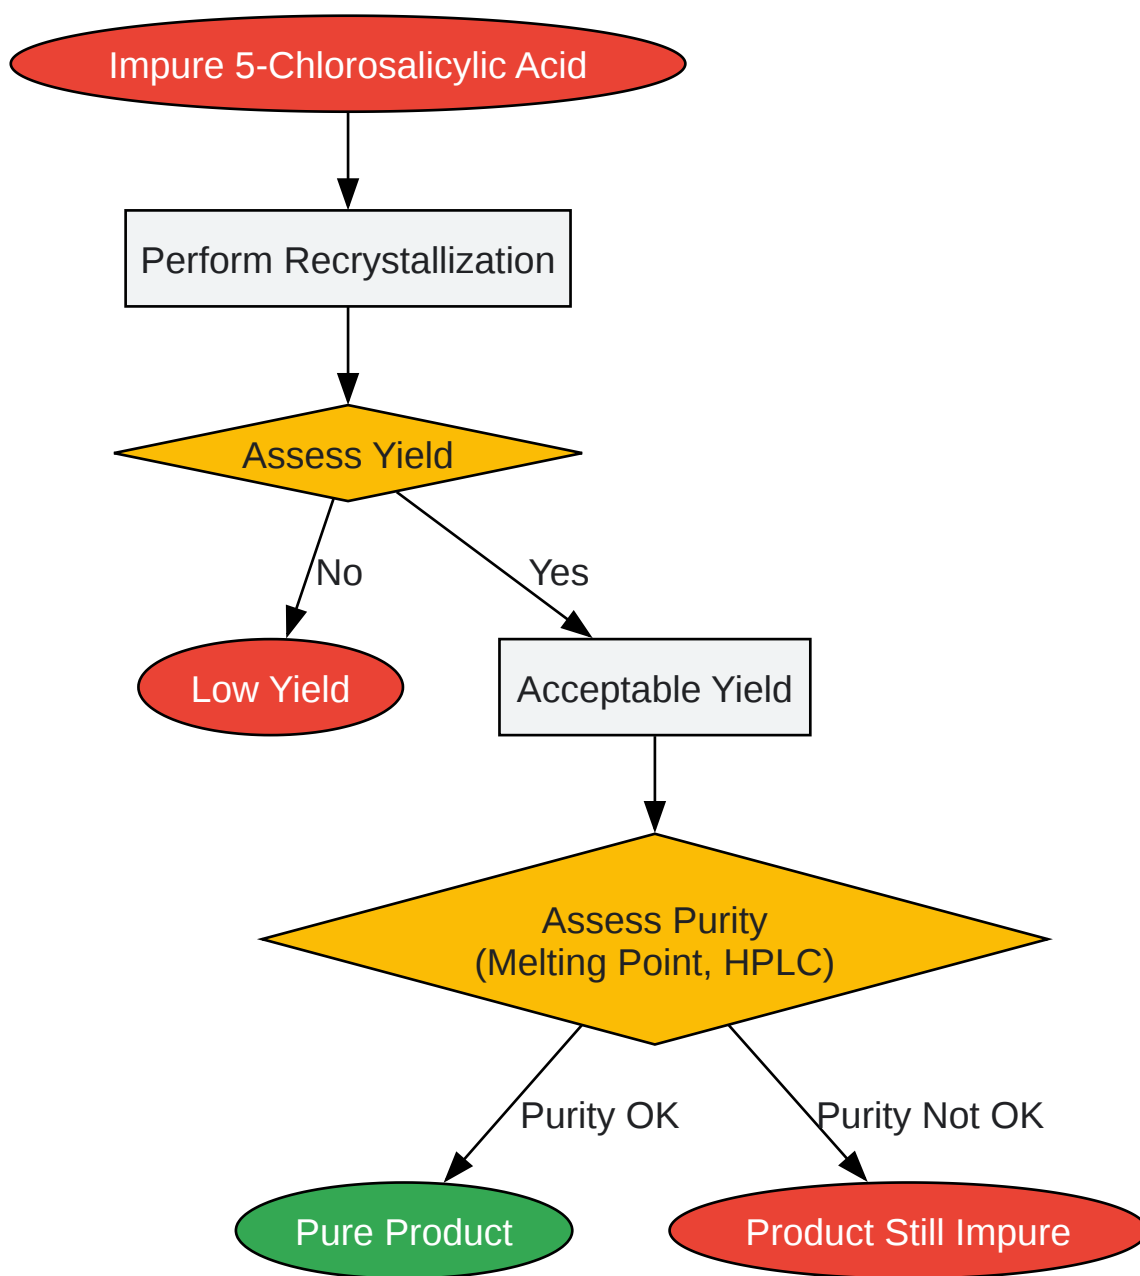 Impure 5-Chlorosalicylic Acid
Perform Recrystallization
Assess Yield
No
Yes
Low Yield
Acceptable Yield
Assess Purity
(Melting Point, HPLC)
Purity OK
Purity Not OK
Pure Product
Product Still Impure